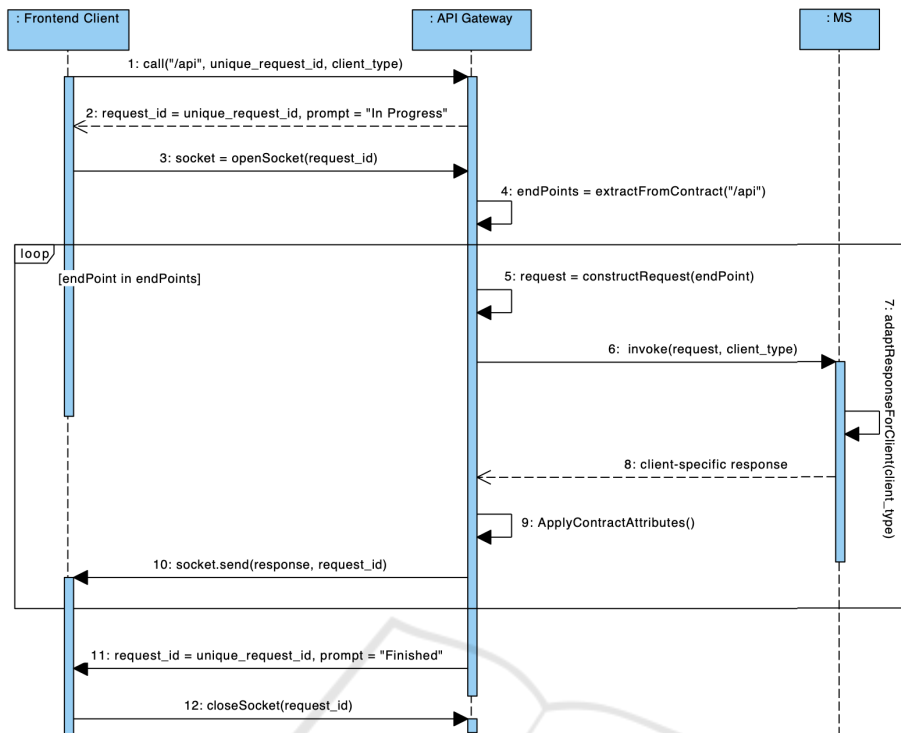 : Frontend Client
: API Gateway
: MS
1: call("/api", unique_request_id, client_type)
2: request_id = unique_request_id, prompt = "In Progress"
3: socket = openSocket(request_id)
4: endPoints = extractFromContract("/api")
loop
[endPoint in endPoints]
5: request = constructRequest(endPoint)
6: invoke(request, client_type)
7: adaptResponseForClient(client_type)
8: client-specific response
9: ApplyContractAttributes()
10: socket.send(response, request_id)
11: request_id = unique_request_id, prompt = "Finished"
12: closeSocket(request_id)